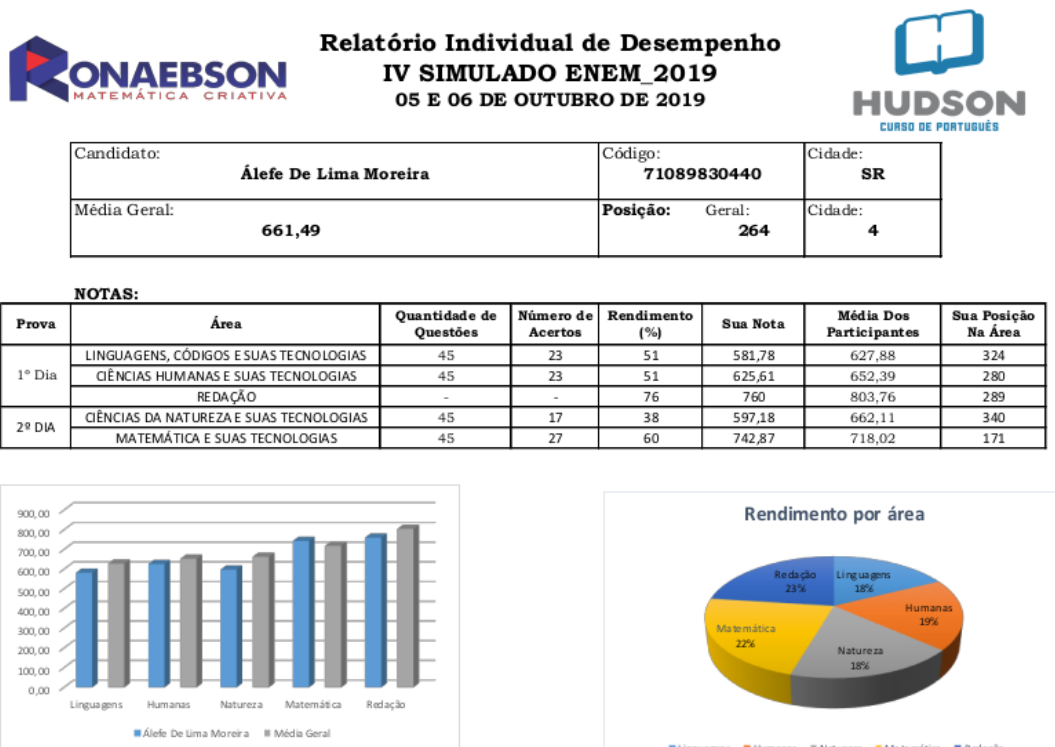 RONAEBSON
MATEMÁTICA CRIATIVA
Relatório Individual de Desempenho
IV SIMULADO ENEM_2019
05 E 06 DE OUTUBRO DE 2019
HUDSON
CURSO DE PORTUGUÊS
Candidato: Código: Cidade:
Álefe De Lima Moreira 71089830440 SR
Média Geral: Posição: Geral: Cidade:
661,49 264 4
NOTAS:
Prova Área Quantidade de Questões Número de Acertos Rendimento (%) Sua Nota Média Dos Participantes Sua Posição Na Área
1º Dia
LINGUAGENS, CÓDIGOS E SUAS TECNOLOGIAS 45 23 51 581,78 627,88 324
CIÊNCIAS HUMANAS E SUAS TECNOLOGIAS 45 23 51 625,61 652,39 280
REDAÇÃO - - 76 760 803,76 289
2º DIA
CIÊNCIAS DA NATUREZA E SUAS TECNOLOGIAS 45 17 38 597,18 662,11 340
MATEMÁTICA E SUAS TECNOLOGIAS 45 27 60 742,87 718,02 171
900,00
800,00
700,00
600,00
500,00
400,00
300,00
200,00
100,00
0,00
Linguagens Humanas Natureza Matemática Redação
Álefe De Lima Moreira Média Geral
Rendimento por área
Redação
23%
Linguagens
18%
Humanas
19%
Matemática
22%
Natureza
18%